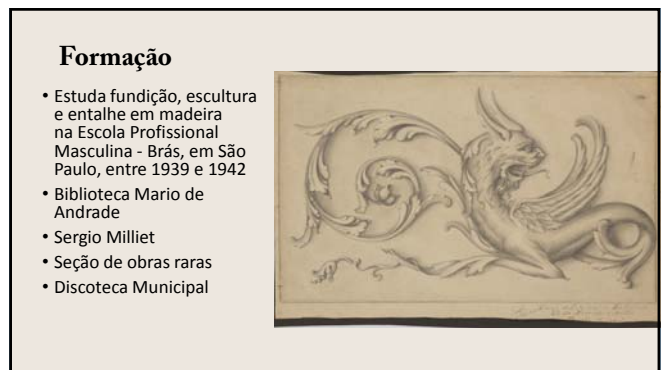 Formação
• Estuda fundição, escultura
e entalhe em madeira
na Escola Profissional
Masculina - Brás, em São
Paulo, entre 1939 e 1942
• Biblioteca Mario de
Andrade
• Sergio Milliet
• Seção de obras raras
• Discoteca Municipal